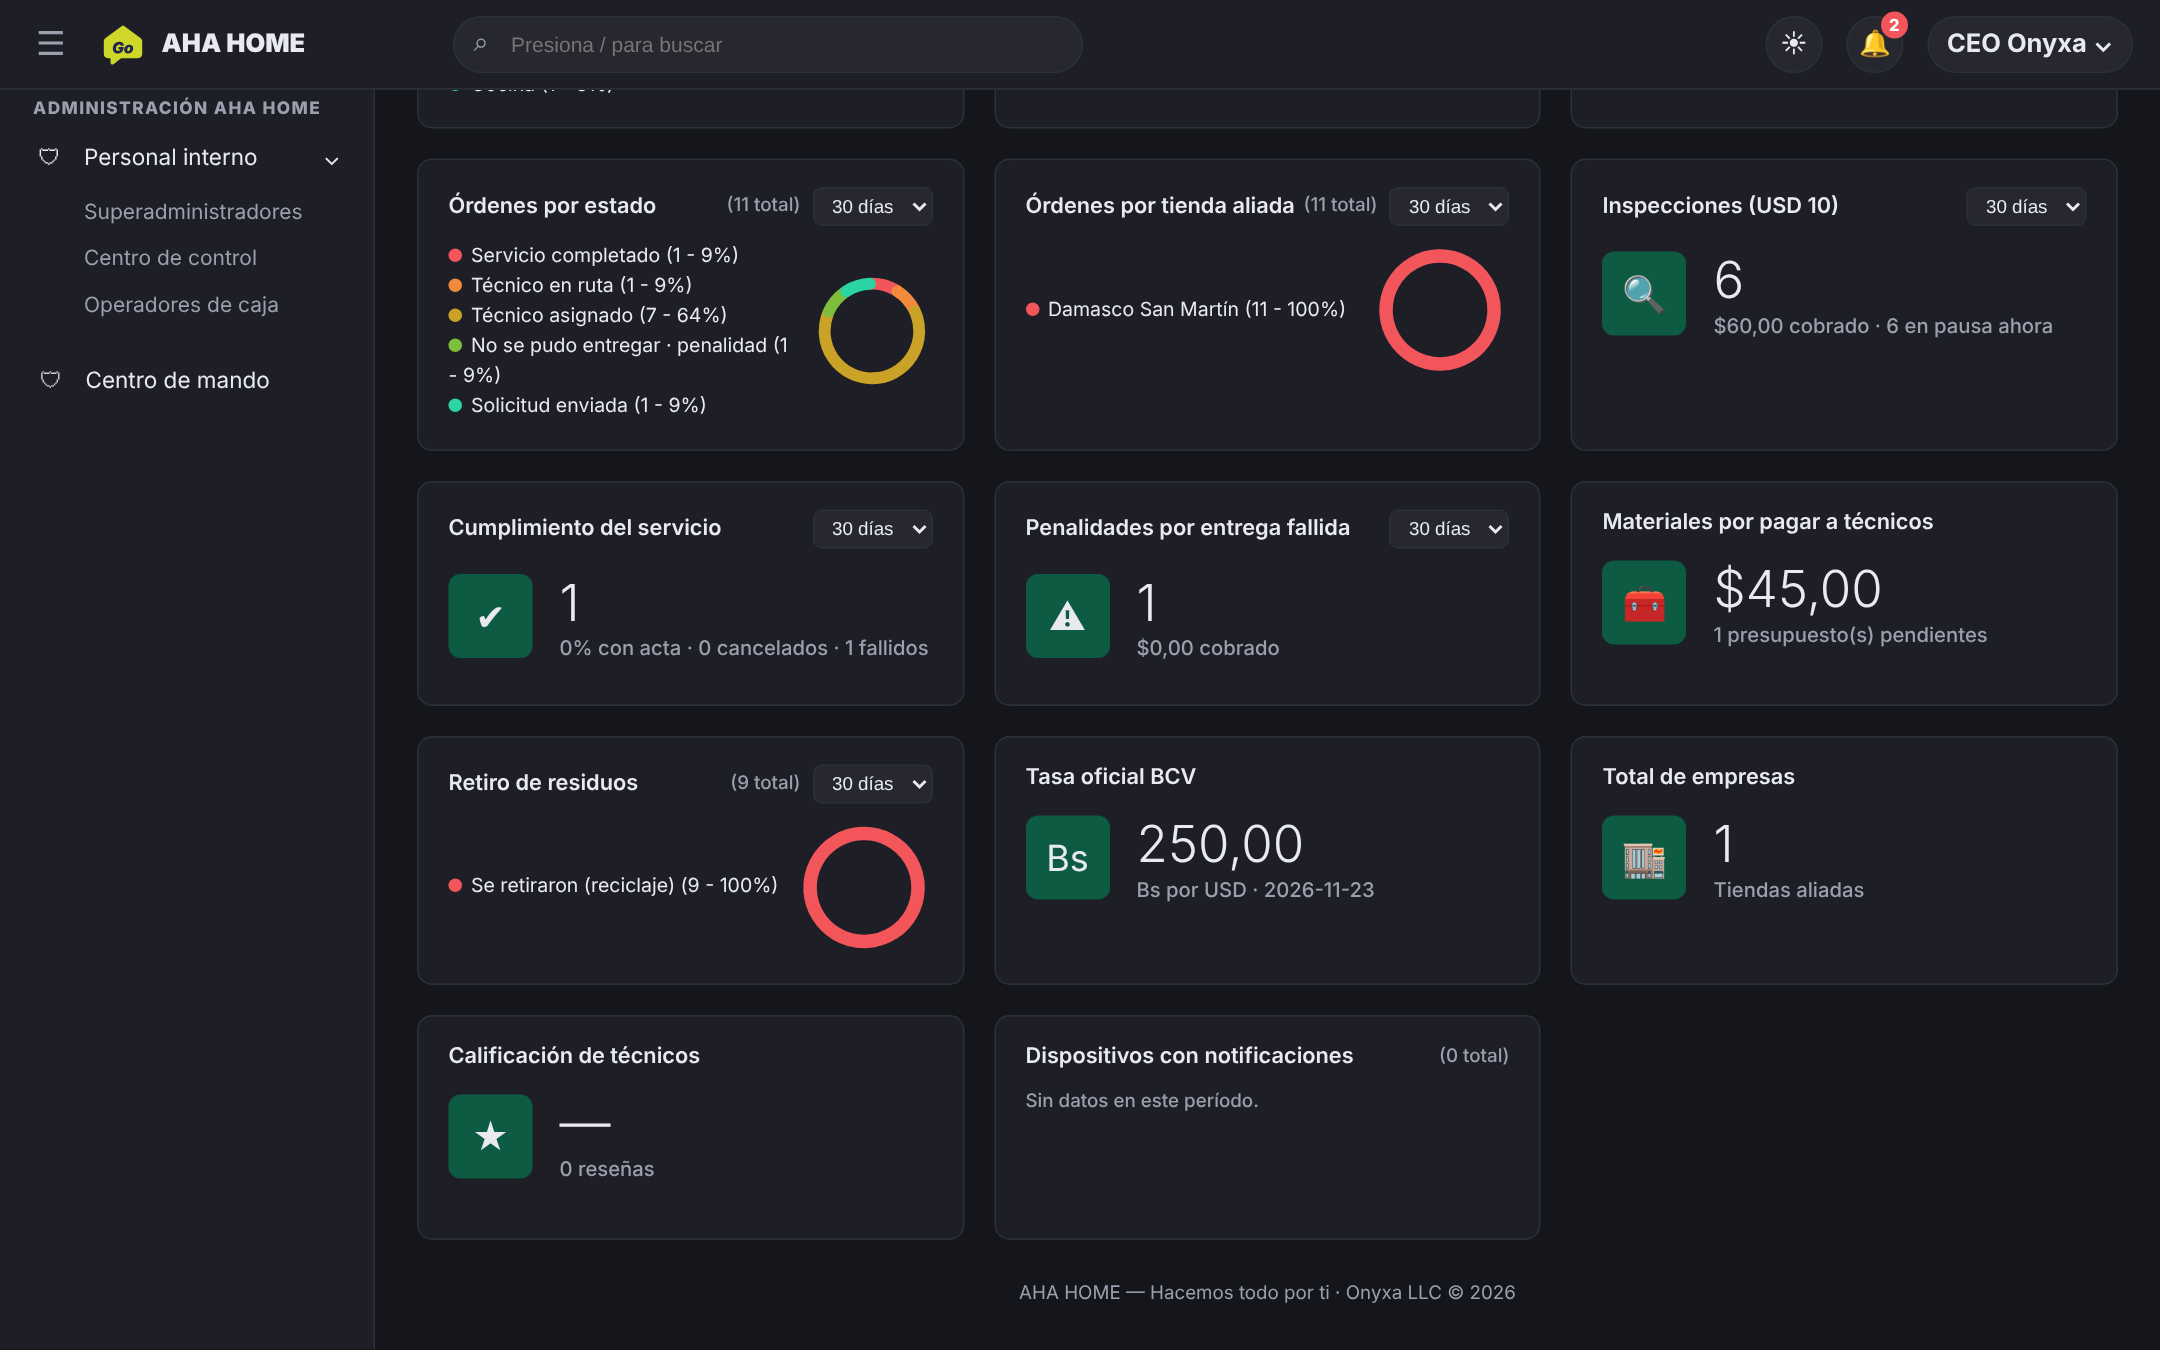 Go
AHA HOME
Presiona / para buscar
2
CEO Onyxa
ADMINISTRACIÓN AHA HOME
Personal interno
Superadministradores
Centro de control
Operadores de caja
Centro de mando
Órdenes por estado
(11 total)
30 días
Servicio completado (1 - 9%)
Técnico en ruta (1 - 9%)
Técnico asignado (7 - 64%)
No se pudo entregar · penalidad (1
- 9%)
Solicitud enviada (1 - 9%)
Órdenes por tienda aliada
(11 total)
30 días
Damasco San Martín (11 - 100%)
Inspecciones (USD 10)
30 días
6
$60,00 cobrado · 6 en pausa ahora
Cumplimiento del servicio
30 días
1
0% con acta · 0 cancelados · 1 fallidos
Penalidades por entrega fallida
30 días
1
$0,00 cobrado
Materiales por pagar a técnicos
$45,00
1 presupuesto(s) pendientes
Retiro de residuos
(9 total)
30 días
Se retiraron (reciclaje) (9 - 100%)
Tasa oficial BCV
Bs
250,00
Bs por USD · 2026-11-23
Total de empresas
1
Tiendas aliadas
Calificación de técnicos
—
0 reseñas
Dispositivos con notificaciones
(0 total)
Sin datos en este período.
AHA HOME — Hacemos todo por ti · Onyxa LLC © 2026